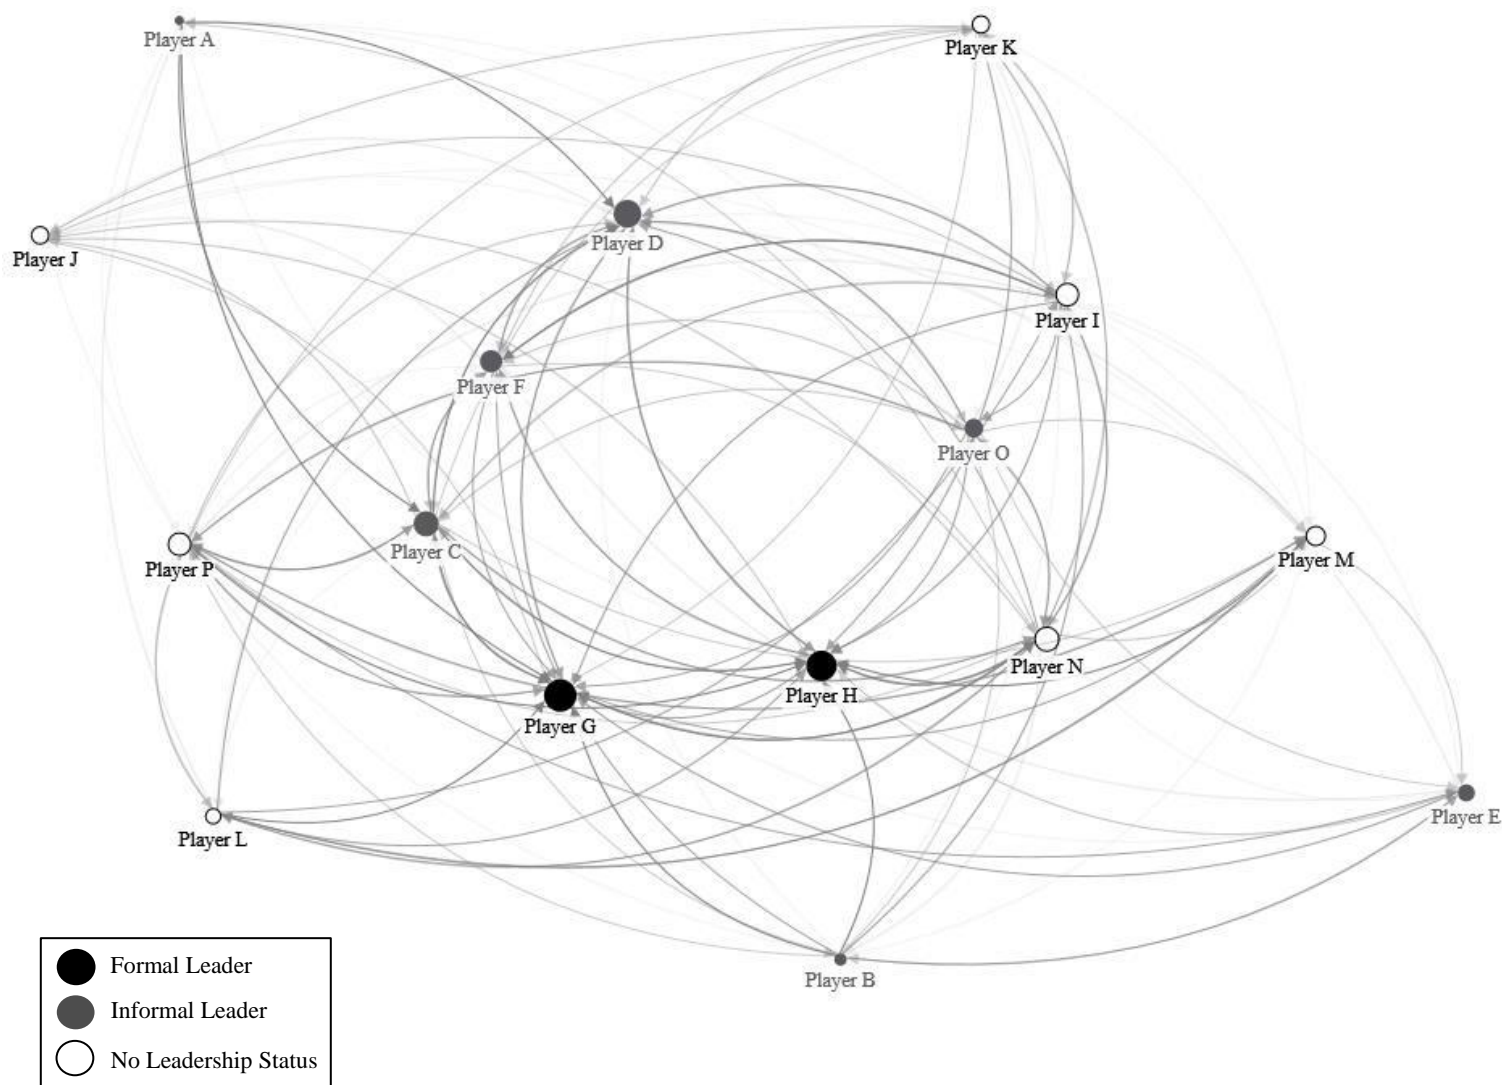 Player A
Player K
Player D
Player J
Player I
Player F
Player O
Player C
Player P
Player M
Player N
Player H
Player G
Player L
Player E
Player B
Formal Leader
Informal Leader
No Leadership Status